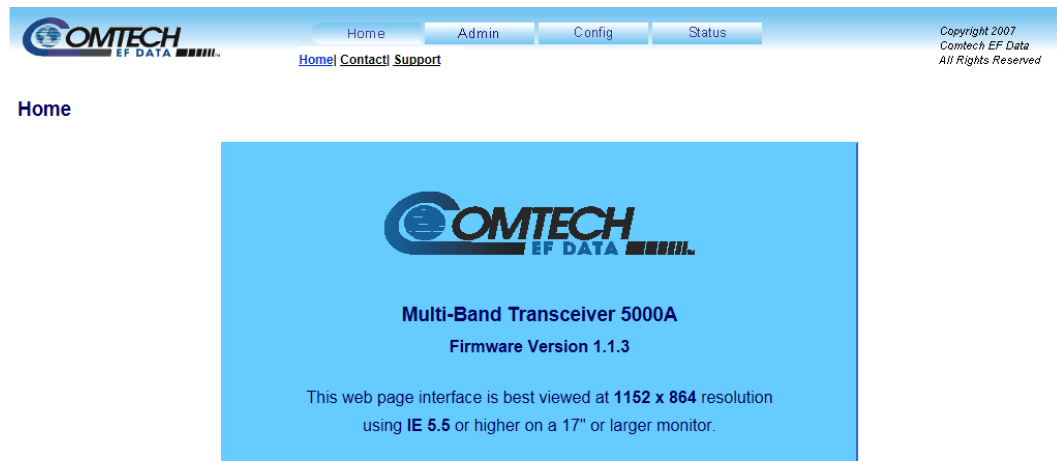 COMTECH
EF DATA
Home Admin Config Status
Home| Contact| Support
Copyright 2007
Comtech EF Data
All Rights Reserved
Home
COMTECH
EF DATA
Multi-Band Transceiver 5000A
Firmware Version 1.1.3
This web page interface is best viewed at 1152 x 864 resolution
using IE 5.5 or higher on a 17" or larger monitor.